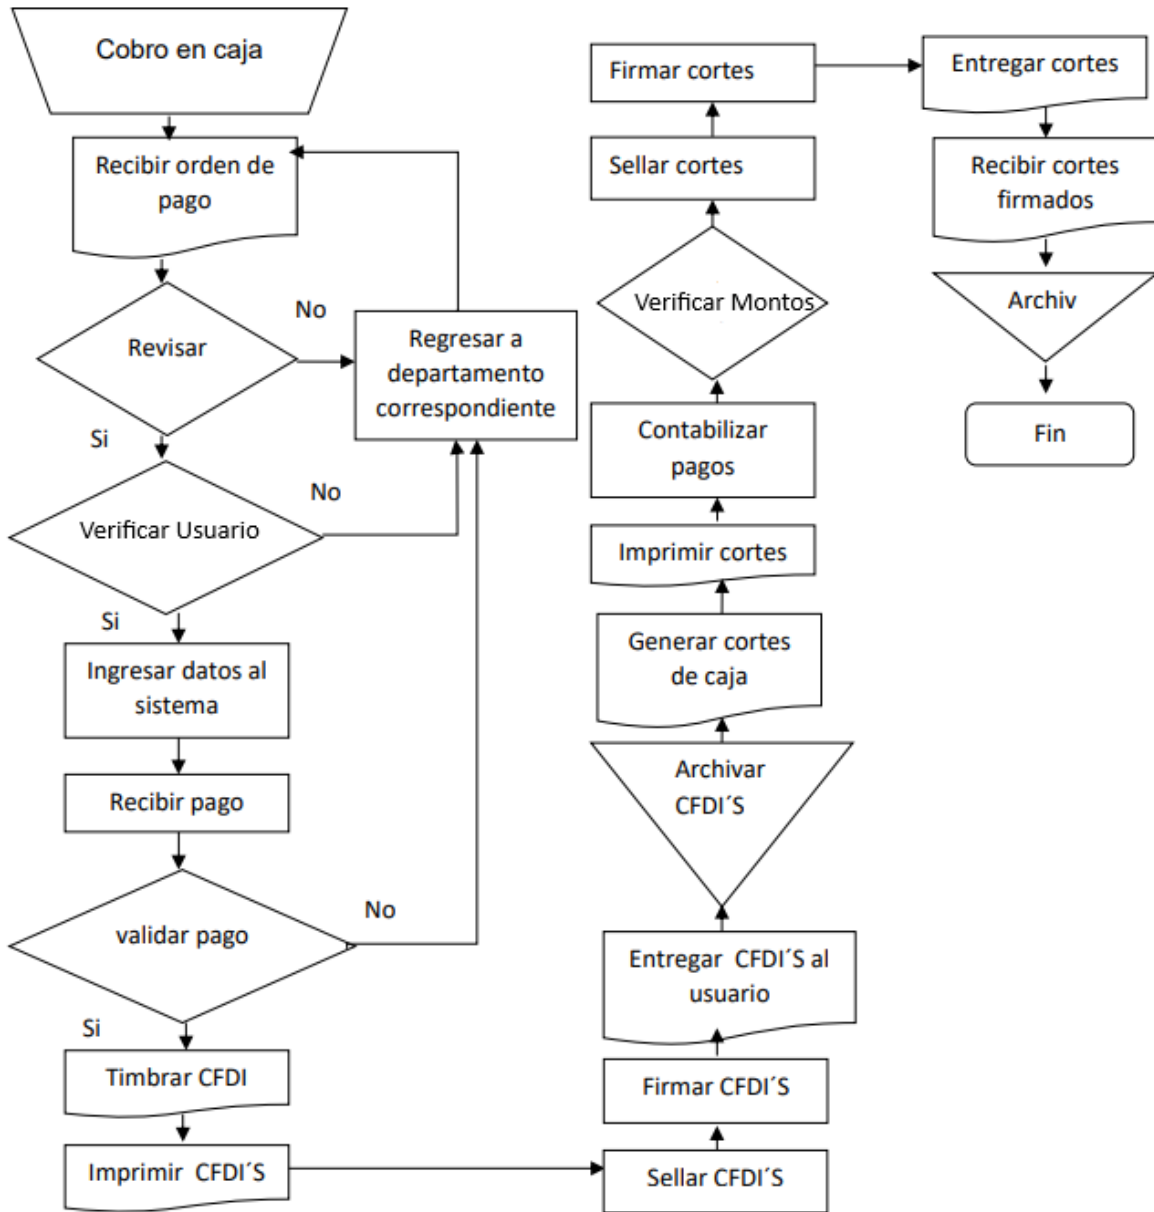 Cobro en caja
Recibir orden de
pago
Revisar
No
Regresar a
departamento
correspondiente
Si
Verificar Usuario
No
Si
Ingresar datos al
sistema
Recibir pago
validar pago
No
Si
Timbrar CFDI
Imprimir CFDI´S
Sellar CFDI´S
Firmar CFDI´S
Entregar CFDI´S al
usuario
Archivar
CFDI´S
Generar cortes
de caja
Imprimir cortes
Contabilizar
pagos
Verificar Montos
Sellar cortes
Firmar cortes
Entregar cortes
Recibir cortes
firmados
Archiv
Fin